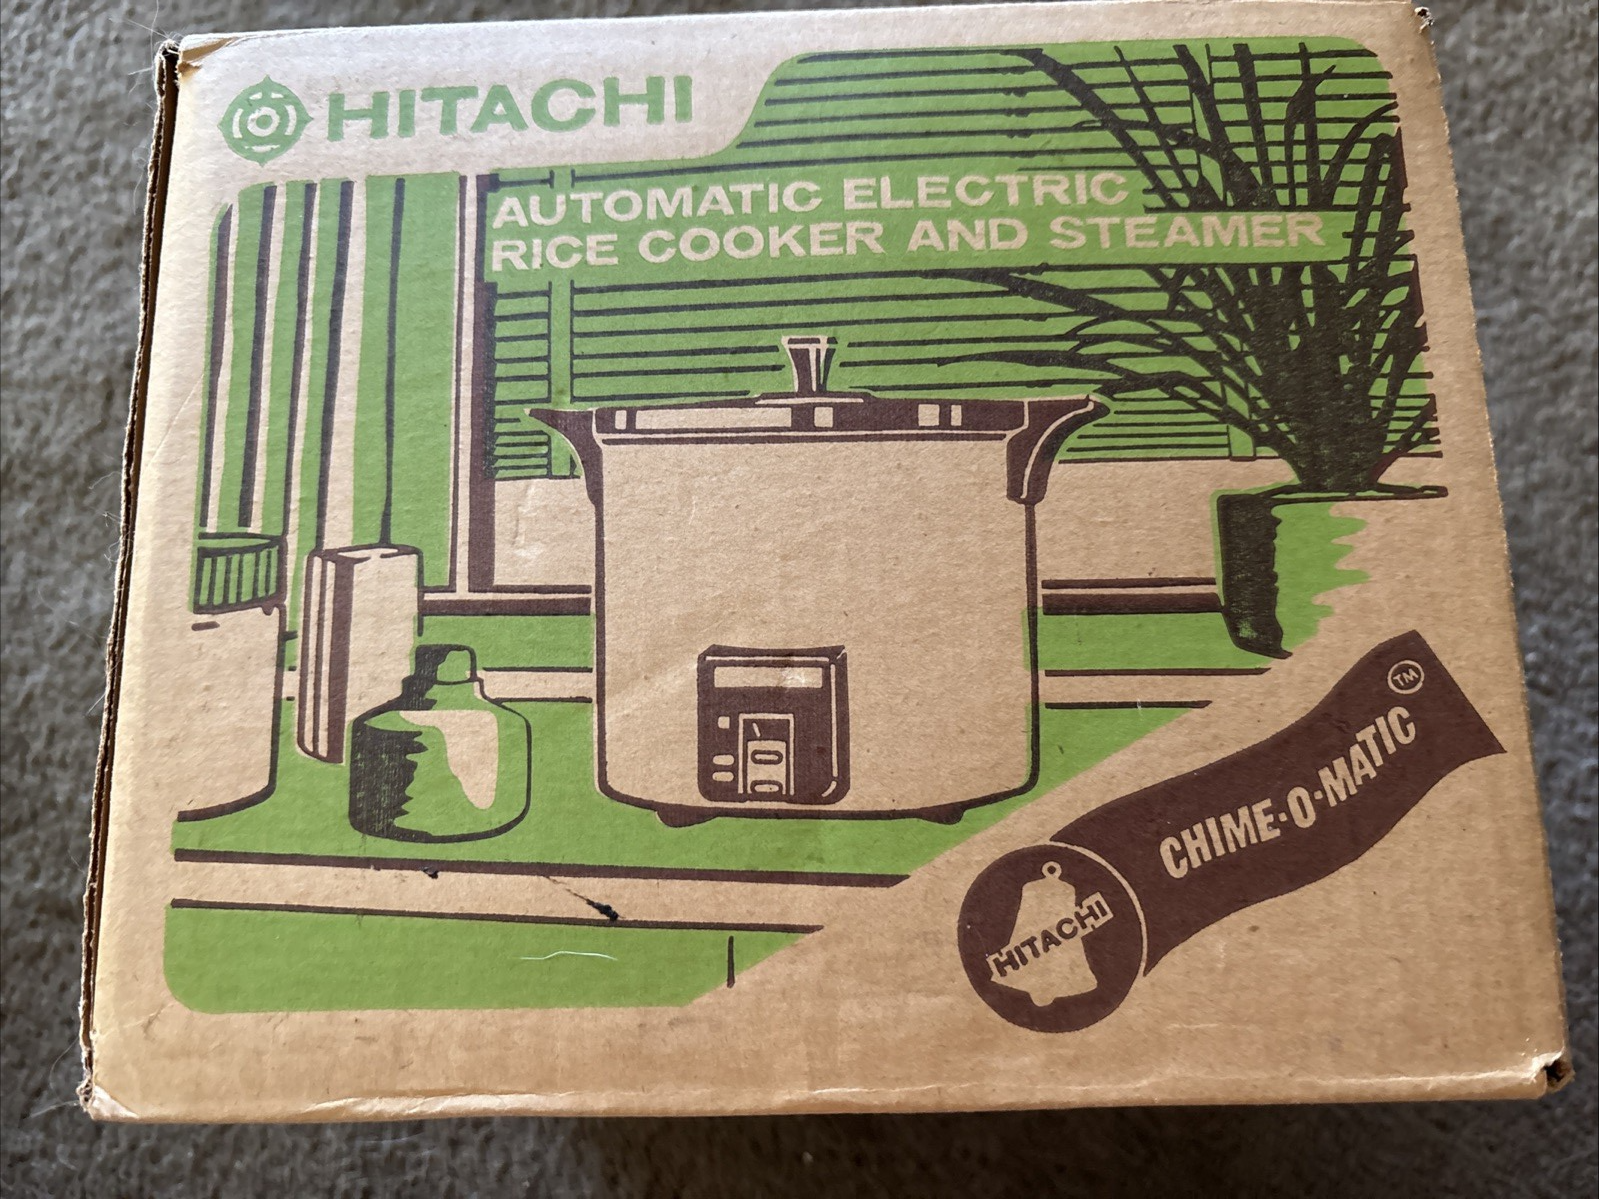 HITACHI
AUTOMATIC ELECTRIC
RICE COOKER AND STEAMER
CHIME-O-MATIC TM
HITACHI